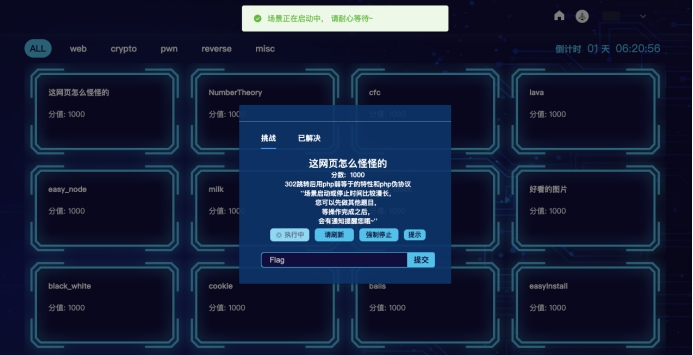 场景正在启动中，请耐心等待~
ALL web crypto pwn reverse misc
倒计时 01 天 06:20:56
这网页怎么怪怪的
分值: 1000
NumberTheory
分值: 100
cfc
lava
分值: 1000
挑战 已解决
这网页怎么怪怪的
分数: 1000
302跳转后用php弱等于的特性和php伪协议
"场景启动或停止时间比较漫长，
您可以先做其他题目，
等操作完成之后，
会有通知提醒您哦~"
执行中 请刷新 强制停止 提示
Flag 提交
easy_node
分值: 1000
milk
分值: 100
好看的图片
分值: 1000
black_white
分值: 1000
cookie
分值: 1000
balls
分值: 1000
easyinstall
分值: 1000